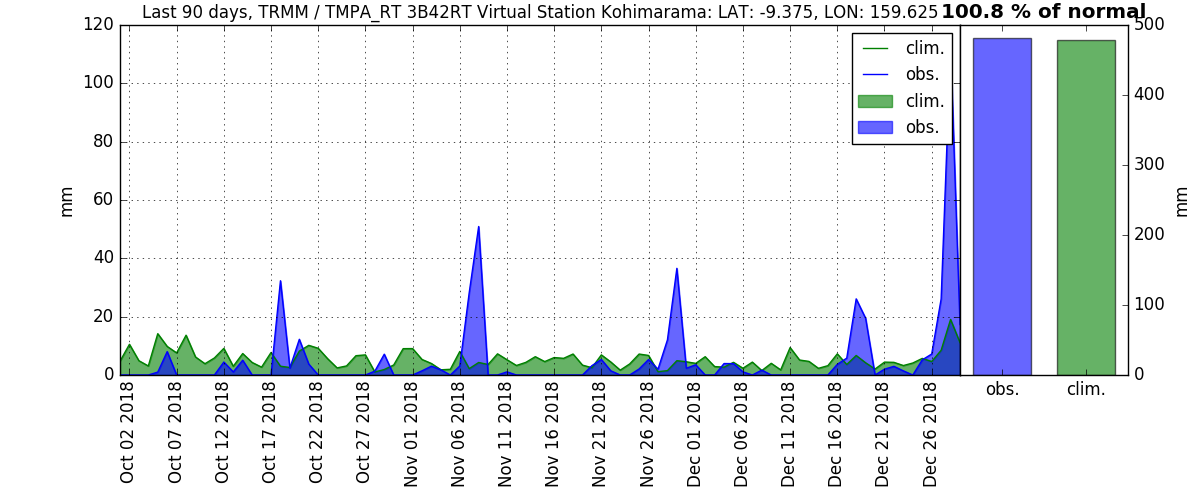 Last 90 days, TRMM / TMPA_RT 3B42RT Virtual Station Kohimarama: LAT: -9.375, LON: 159.625
100.8 % of normal
120
100
80
60
40
20
0
mm
clim.
obs.
clim.
obs.
500
400
300
200
100
0
mm
obs.
clim.
Oct 02 2018
Oct 07 2018
Oct 12 2018
Oct 17 2018
Oct 22 2018
Oct 27 2018
Nov 01 2018
Nov 06 2018
Nov 11 2018
Nov 16 2018
Nov 21 2018
Nov 26 2018
Dec 01 2018
Dec 06 2018
Dec 11 2018
Dec 16 2018
Dec 21 2018
Dec 26 2018